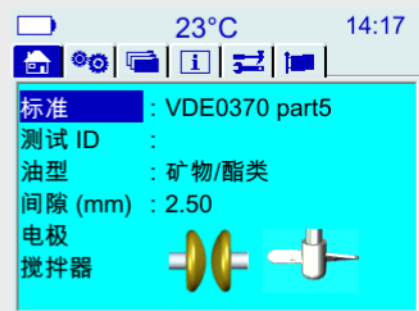 23°C 14:17
标准 : VDE0370 part5
测试 ID :
油型 : 矿物/酯类
间隙 (mm) : 2.50
电极
搅拌器